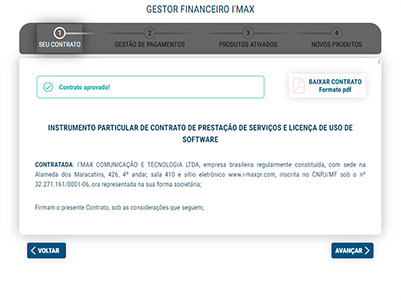 GESTOR FINANCEIRO I'MAX
1 2 3 4
SEU CONTRATO GESTÃO DE PAGAMENTOS PRODUTOS ATIVADOS NOVOS PRODUTOS
Contrato aprovado!
BAIXAR CONTRATO
Formato pdf
INSTRUMENTO PARTICULAR DE CONTRATO DE PRESTAÇÃO DE SERVIÇOS E LICENÇA DE USO DE
SOFTWARE
CONTRATADA: I'MAX COMUNICAÇÃO E TECNOLOGIA LTDA, empresa brasileira regularmente constituída, com sede na
Alameda dos Maracatins, 426, 4º andar, sala 410 e sítio eletrônico www.i-maxpr.com, inscrita no CNPJ/MF sob o nº
32.271.161/0001-06, ora representada na sua forma societária;
Firmam o presente Contrato, sob as considerações que seguem;
VOLTAR
AVANÇAR